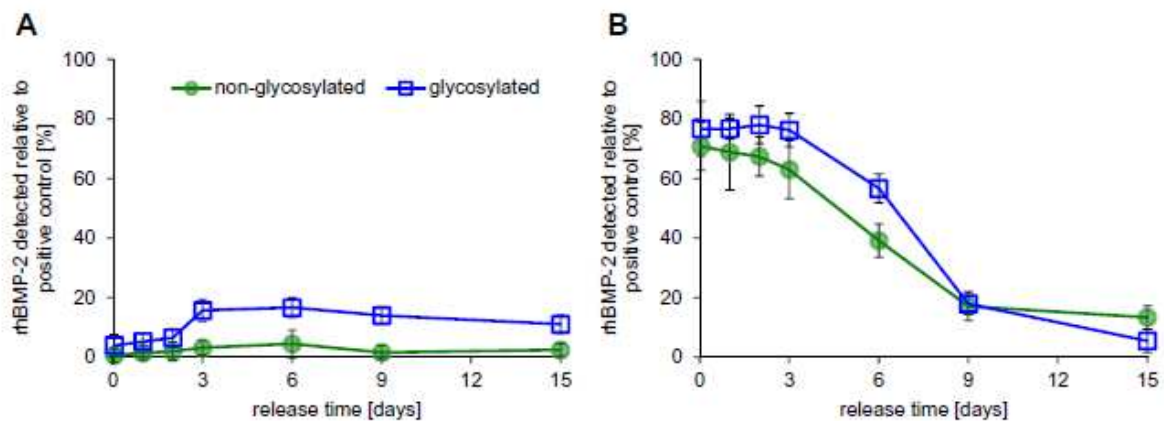 A
rhBMP-2 detected relative to
positive control [%]
100
80
60
40
20
0
non-glycosylated
glycosylated
0
3
6
9
12
15
release time [days]
B
rhBMP-2 detected relative to
positive control [%]
100
80
60
40
20
0
0
3
6
9
12
15
release time [days]